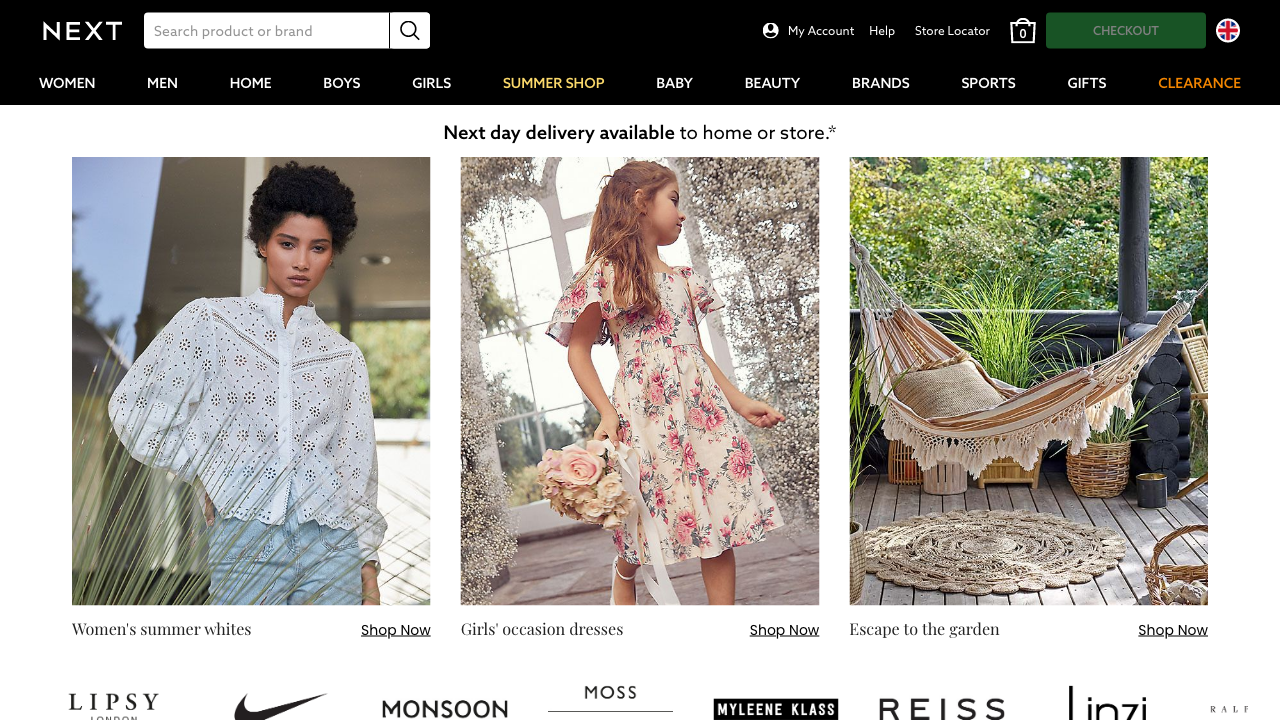 NEXT
Search product or brand
My Account
Help
Store Locator
0
CHECKOUT
WOMEN
MEN
HOME
BOYS
GIRLS
SUMMER SHOP
BABY
BEAUTY
BRANDS
SPORTS
GIFTS
CLEARANCE
Next day delivery available to home or store.*
Women's summer whites
Shop Now
Girls' occasion dresses
Shop Now
Escape to the garden
Shop Now
LIPSY
LONDON
MONSOON
MOSS
MYLEENE KLASS
REISS
Linzi
RALF